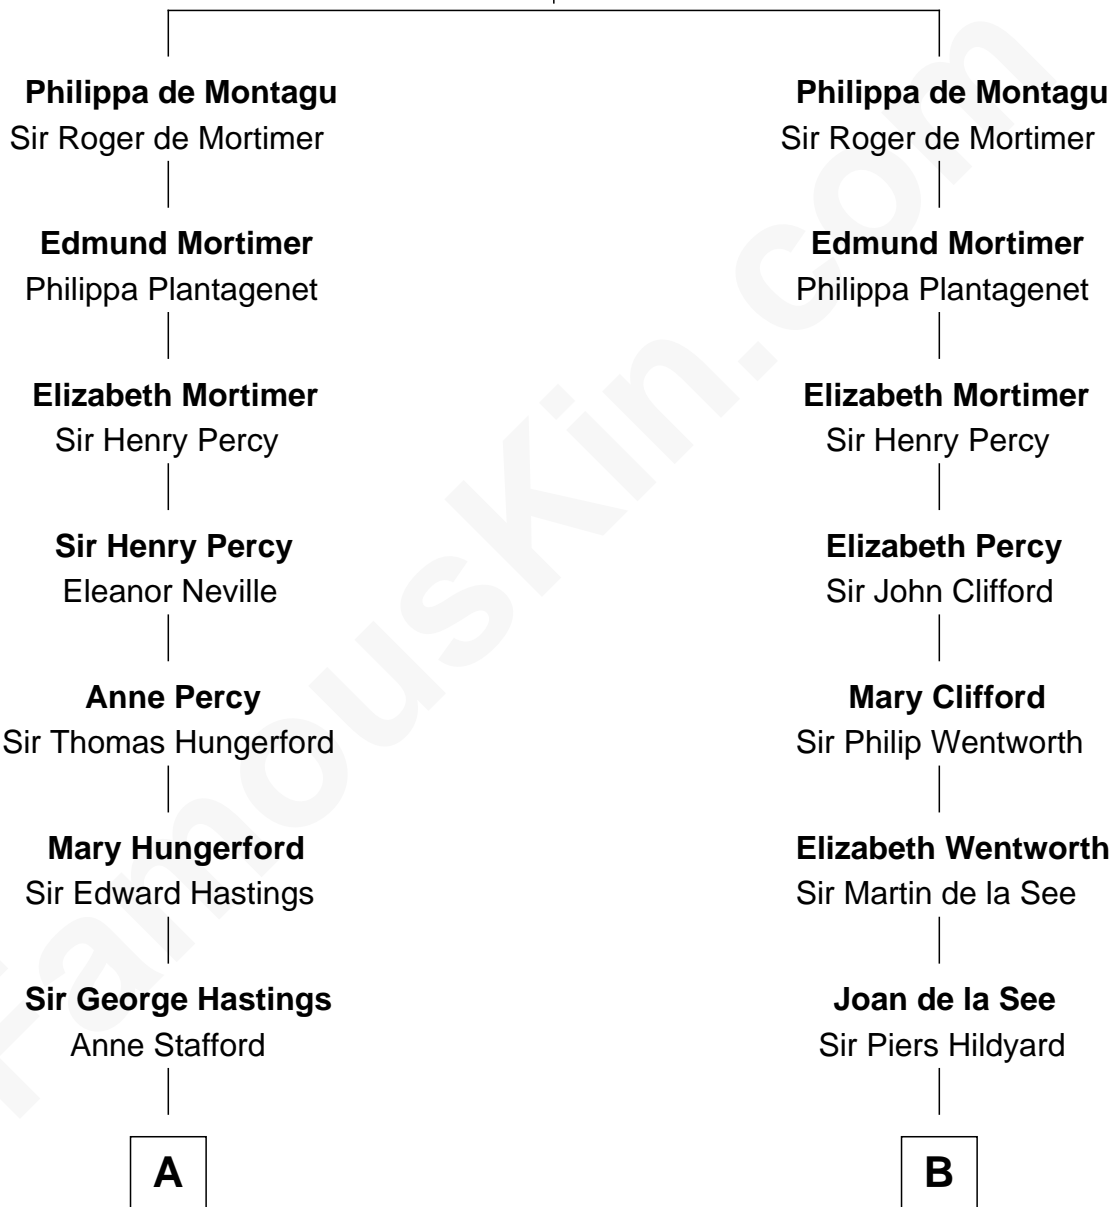 Philippa de Montagu
Sir Roger de Mortimer
Edmund Mortimer
Philippa Plantagenet
Elizabeth Mortimer
Sir Henry Percy
Sir Henry Percy
Eleanor Neville
Anne Percy
Sir Thomas Hungerford
Mary Hungerford
Sir Edward Hastings
Sir George Hastings
Anne Stafford
A
Philippa de Montagu
Sir Roger de Mortimer
Edmund Mortimer
Philippa Plantagenet
Elizabeth Mortimer
Sir Henry Percy
Elizabeth Percy
Sir John Clifford
Mary Clifford
Sir Philip Wentworth
Elizabeth Wentworth
Sir Martin de la See
Joan de la See
Sir Piers Hildyard
B
FamousKin.com